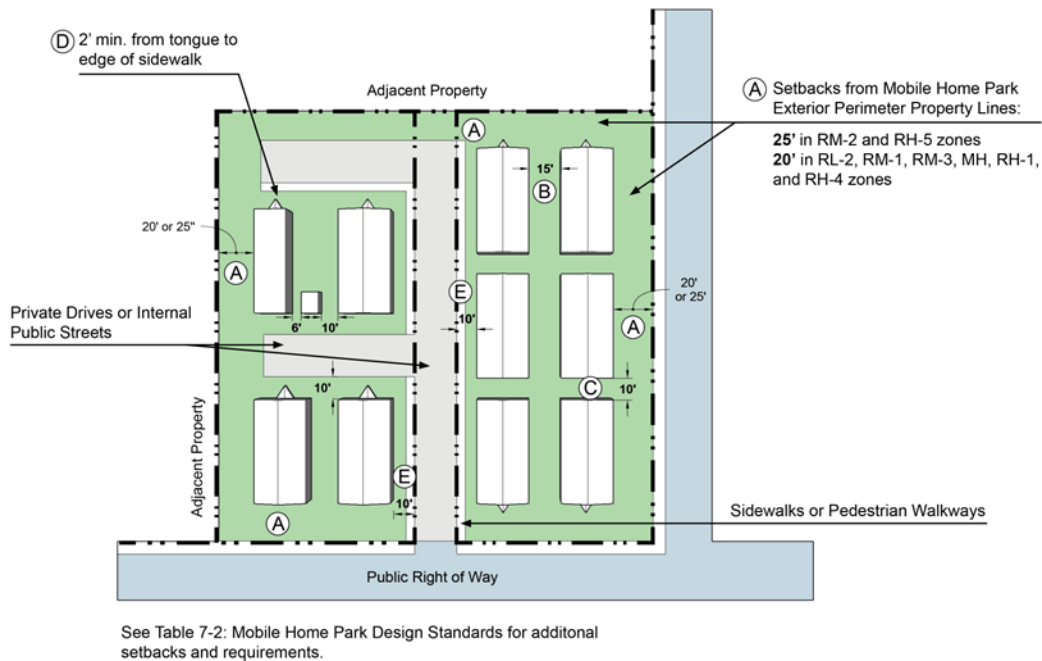 D 2' min. from tongue to
edge of sidewalk
Adjacent Property
A Setbacks from Mobile Home Park
Exterior Perimeter Property Lines:
25' in RM-2 and RH-5 zones
20' in RL-2, RM-1, RM-3, MH, RH-1,
and RH-4 zones
A
15'
B
20' or 25"
A
Private Drives or Internal
Public Streets
6'
10'
E
10'
20'
or 25'
A
10'
C
10'
Adjacent Property
E
10'
A
Sidewalks or Pedestrian Walkways
Public Right of Way
See Table 7-2: Mobile Home Park Design Standards for additonal
setbacks and requirements.